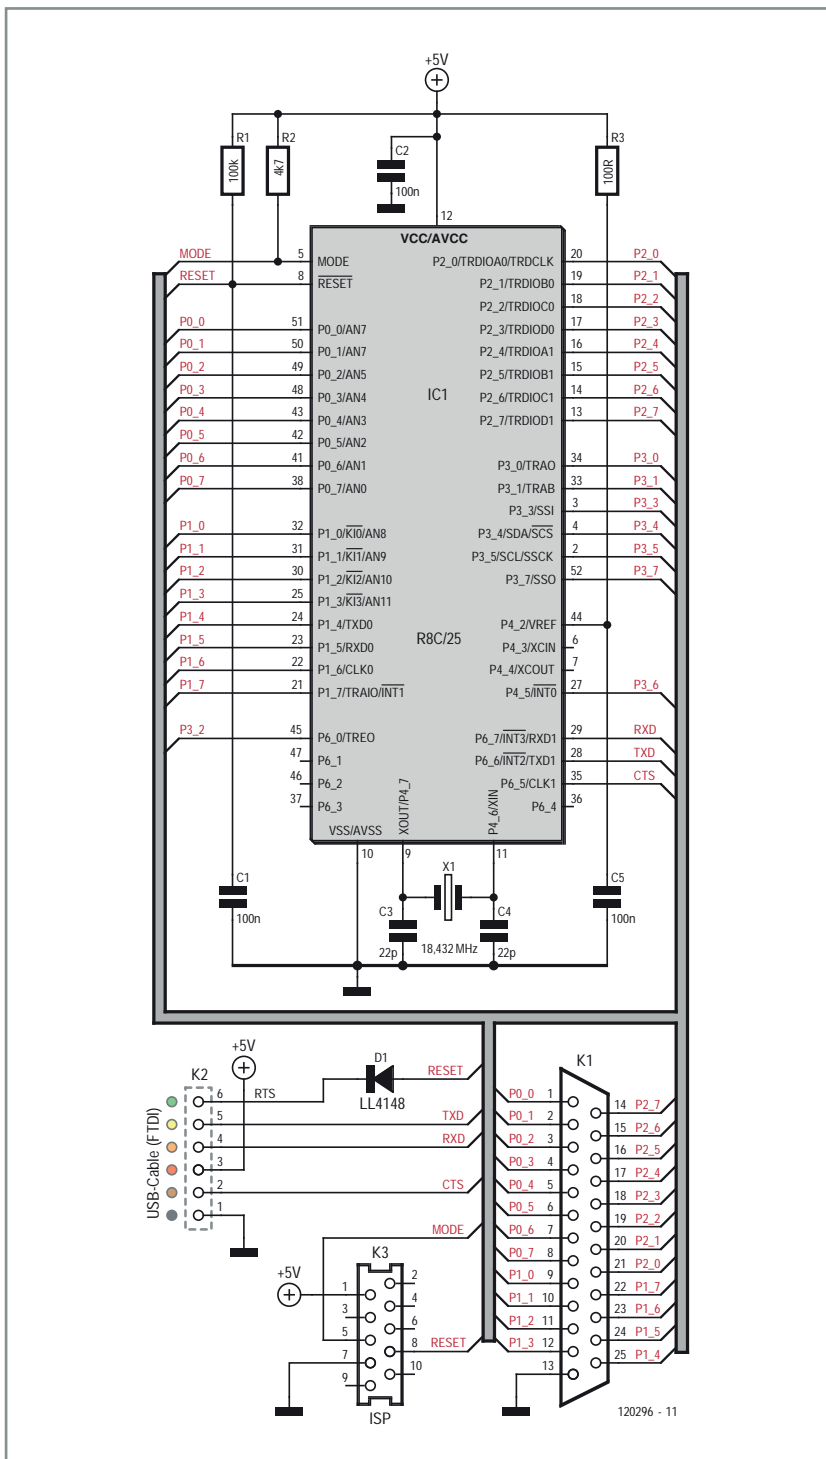 +5V
R1
R2
R3
C2
100k
4k7
100R
100n
12
VCC/AVCC
MODE 5 MODE P2_0/TRDIOA0/TRDCLK 20 P2_0
RESET 8 RESET P2_1/TRDIOB0 19 P2_1
P2_2/TRDIOC0 18 P2_2
P0_0 51 P0_0/AN7 P2_3/TRDIOD0 17 P2_3
P0_1 50 P0_1/AN7 P2_4/TRDIOA1 16 P2_4
P0_2 49 P0_2/AN5 P2_5/TRDIOB1 15 P2_5
P0_3 48 P0_3/AN4 IC1 P2_6/TRDIOC1 14 P2_6
P0_4 43 P0_4/AN3 P2_7/TRDIOD1 13 P2_7
P0_5 42 P0_5/AN2
P0_6 41 P0_6/AN1 P3_0/TRAO 34 P3_0
P0_7 38 P0_7/AN0 P3_1/TRAB 33 P3_1
P3_3/SSI 3 P3_3
P1_0 32 P1_0/KI0/AN8 P3_4/SDA/SCS 4 P3_4
P1_1 31 P1_1/KI1/AN9 P3_5/SCL/SSCK 2 P3_5
P1_2 30 P1_2/KI2/AN10 P3_7/SSO 52 P3_7
P1_3 25 P1_3/KI3/AN11
P1_4 24 P1_4/TXD0 P4_2/VREF 44
P1_5 23 P1_5/RXD0 R8C/25 P4_3/XCIN 6
P1_6 22 P1_6/CLK0 P4_4/XCOUT 7
P1_7 21 P1_7/TRAIO/INT1 P4_5/INT0 27 P3_6
P3_2 45 P6_0/TREO P6_7/INT3/RXD1 29 RXD
47 P6_1 P6_6/INT2/TXD1 28 TXD
46 P6_2 P6_5/CLK1 35 CTS
37 P6_3 P6_4 36
XOUT/P4_7
P4_6/XIN
VSS/AVSS
10
9
11
C1
100n
X1
C5
100n
C3
C4
22p
18,432 MHz
22p
+5V
K2
D1
RESET
K1
6 RTS
LL4148
5 TXD
4 RXD
3
2 CTS
1
USB-Cable (FTDI)
MODE
K3
+5V
1
2
3
4
5
6
7
8 RESET
9
10
ISP
P0_0 1
14 P2_7
P0_1 2
15 P2_6
P0_2 3
16 P2_5
P0_3 4
17 P2_4
P0_4 5
18 P2_3
P0_5 6
19 P2_2
P0_6 7
20 P2_1
P0_7 8
21 P2_0
P1_0 9
22 P1_7
P1_1 10
23 P1_6
P1_2 11
24 P1_5
P1_3 12
25 P1_4
13
120296 - 11